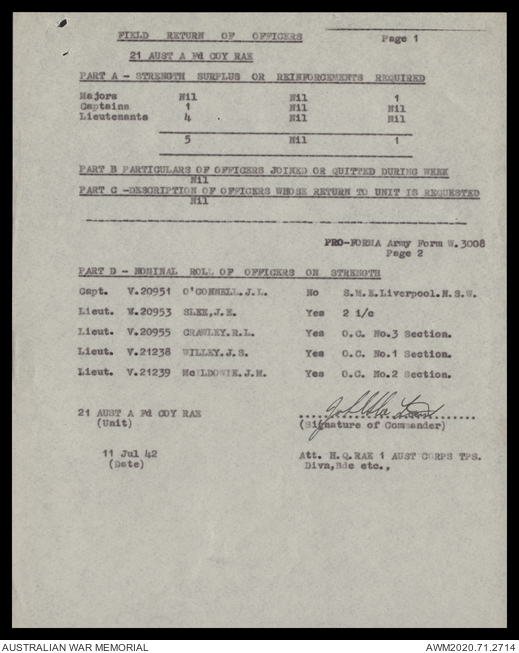 FIELD RETURN OF OFFICERS Page 1
21 AUST A Fd COY RAE
PART A - STRENGTH SURPLUS OR REINFORCEMENTS REQUIRED
Majors Nil Nil 1
Captains 1 Nil Nil
Lieutenants 4 Nil Nil
5 Nil 1
PART B PARTICULARS OF OFFICERS JOINED OR QUITTED DURING WEEK
Nil
PART C -DESCRIPTION OF OFFICERS WHOSE RETURN TO UNIT IS REQUESTED
Nil
PRO-FORMA Army Form W.3008
Page 2
PART D - NOMINAL ROLL OF OFFICERS ON STRENGTH
Capt. V.20951 O'CONNELL.J.L. No S.M.E.Liverpool.N.S.W.
Lieut. V.20953 SLEE,J.E. Yes 2 i/c
Lieut. V.20955 CRAWLEY.R.L. Yes O.C. No.3 Section.
Lieut. V.21238 WILLEY.J.S. Yes O.C. No.1 Section.
Lieut. V.21239 McILDOWIE.J.M. Yes O.C. No.2 Section.
21 AUST A Fd COY RAE
(Unit) (Signature of Commander)
11 Jul 42 Att. H.Q.RAE 1 AUST CORPS TPS.
(Date) Divn,Bde etc.,
AUSTRALIAN WAR MEMORIAL AWM2020.71.2714